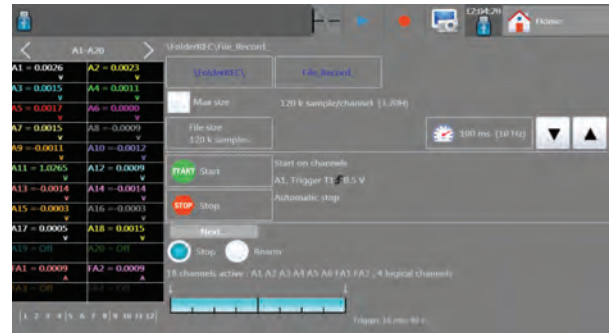 12:04:20
Home
A1-A20
\FolderREC\File_Record_
A1 = 0.0026 V
A2 = 0.0023 V
\FolderREC\
File_Record_
A3 = 0.0015 V
A4 = 0.0011 V
Max size
120 k sample/channel (3.20H)
A5 = 0.0017 V
A6 = 0.0000 V
A7 = 0.0015 V
A8 =-0.0009 V
File size
120 k sample
100 ms (10 Hz)
A9 =-0.0011 V
A10 =-0.0012 V
A11 = 1.0265 V
A12 = 0.0009 V
START Start
Start on channels
A1, Trigger T1 0.5 V
A13 =-0.0014 V
A14 =-0.0014 V
Automatic stop
A15 =-0.0003 V
A16 =-0.0003 V
STOP Stop
A17 = 0.0005 V
A18 = 0.0015 V
Next...
A19 = Off
A20 = Off
Stop
Rearm
FA1 = 0.0009 A
FA2 = 0.0009 A
18 channels active : A1 A2 A3 A4 A5 A6 FA1 FA2 , 4 logical channels
FA3 = Off
FA4 = Off
1 2 3 4|5 6 7 8|9 10 11 12